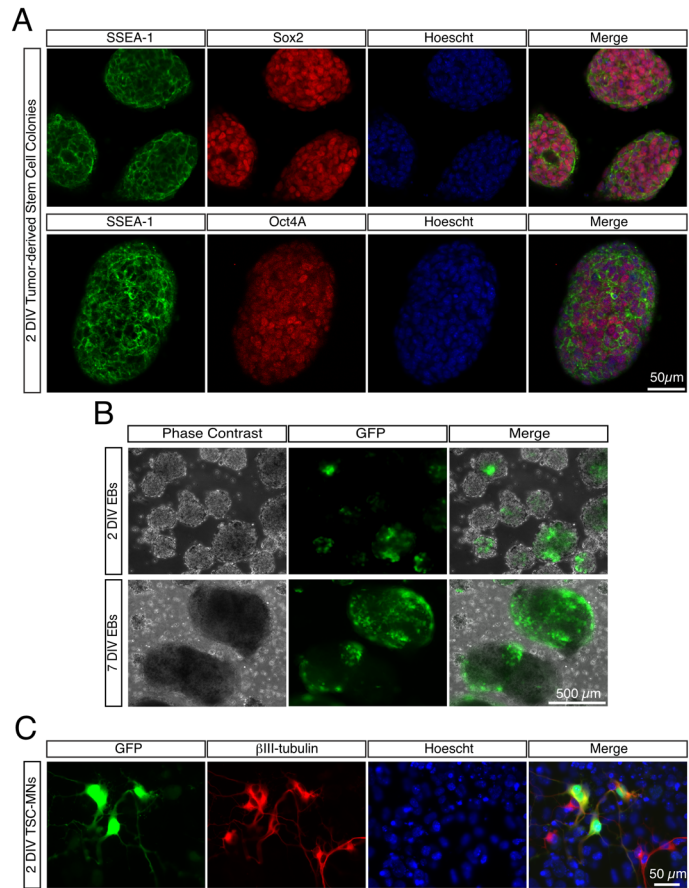 A
SSEA-1 Sox2 Hoescht Merge
2 DIV Tumor-derived Stem Cell Colonies
SSEA-1 Oct4A Hoescht Merge
50μm
B
Phase Contrast GFP Merge
2 DIV EBs
7 DIV EBs
500 μm
C
GFP βIII-tubulin Hoescht Merge
2 DIV TSC-MNs
50 μm